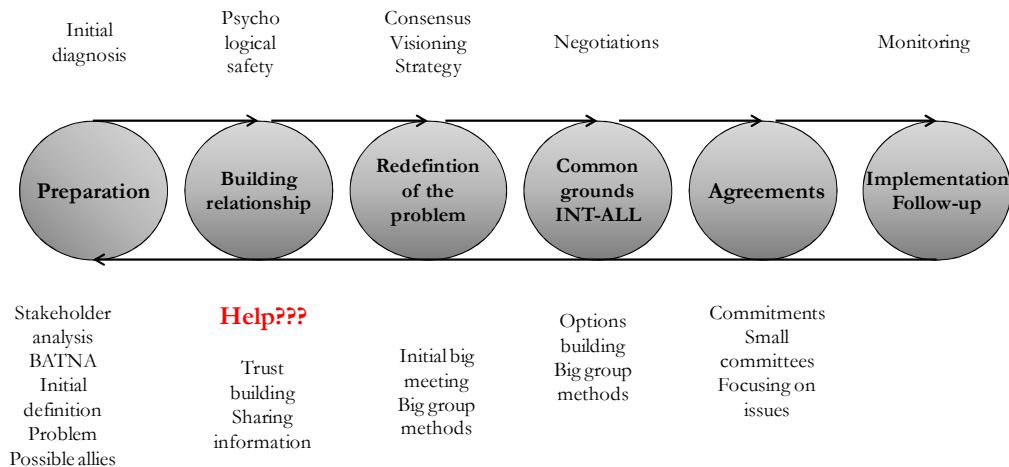 Initial
diagnosis
Psycho
logical
safety
Consensus
Visioning
Strategy
Negotiations
Monitoring
Preparation
Building
relationship
Redefintion
of the
problem
Common
grounds
INT-ALL
Agreements
Implementation
Follow-up
Stakeholder
analysis
BATNA
Initial
definition
Problem
Possible allies
Help???
Trust
building
Sharing
information
Initial big
meeting
Big group
methods
Options
building
Big group
methods
Commitments
Small
committees
Focusing on
issues